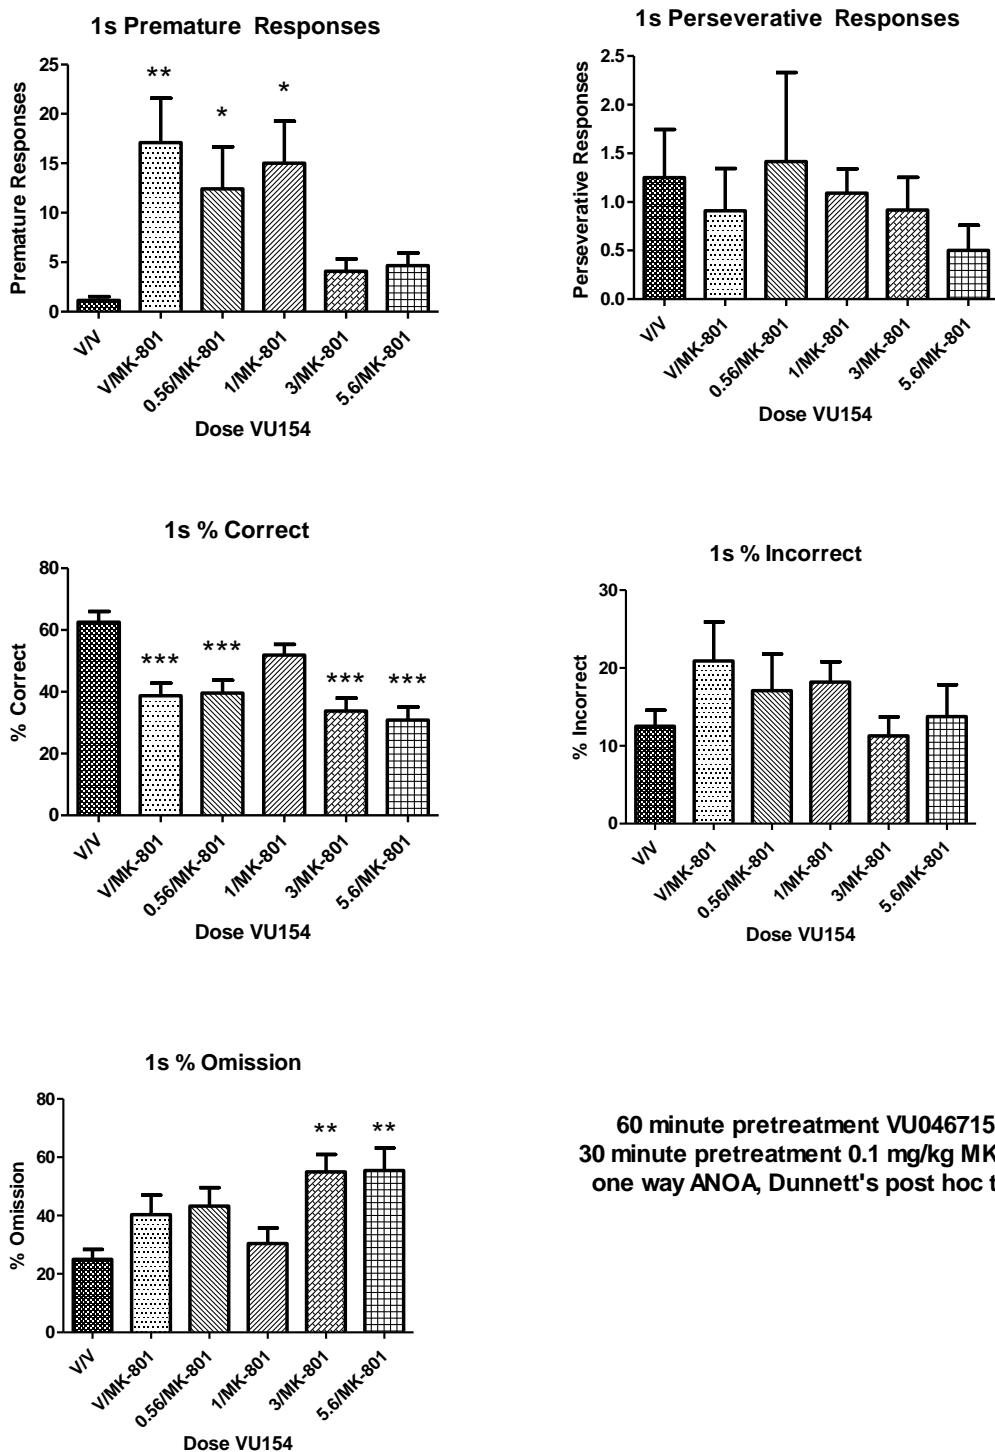 1s Premature Responses
Premature Responses
25
20
15
10
5
0
**
*
*
V/V
V/MK-801
0.56/MK-801
1/MK-801
3/MK-801
5.6/MK-801
Dose VU154
1s Perseverative Responses
Perseverative Responses
2.5
2.0
1.5
1.0
0.5
0.0
V/V
V/MK-801
0.56/MK-801
1/MK-801
3/MK-801
5.6/MK-801
Dose VU154
1s % Correct
% Correct
80
60
40
20
0
***
***
***
***
V/V
V/MK-801
0.56/MK-801
1/MK-801
3/MK-801
5.6/MK-801
Dose VU154
1s % Incorrect
% Incorrect
30
20
10
0
V/V
V/MK-801
0.56/MK-801
1/MK-801
3/MK-801
5.6/MK-801
Dose VU154
1s % Omission
% Omission
80
60
40
20
0
**
**
V/V
V/MK-801
0.56/MK-801
1/MK-801
3/MK-801
5.6/MK-801
Dose VU154
60 minute pretreatment VU046715
30 minute pretreatment 0.1 mg/kg MK
one way ANOA, Dunnett's post hoc t